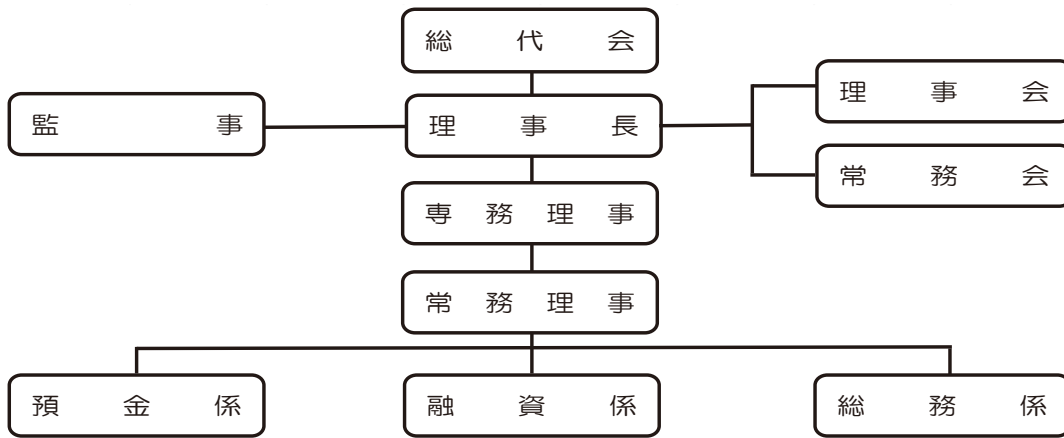 総代会
理事会
監事
理事長
常務会
専務理事
常務理事
預金係
融資係
総務係